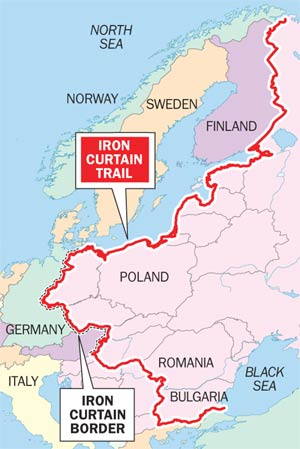 NORTH
SEA
NORWAY
SWEDEN
FINLAND
IRON
CURTAIN
TRAIL
POLAND
GERMANY
ROMANIA
BLACK
SEA
ITALY
BULGARIA
IRON
CURTAIN
BORDER